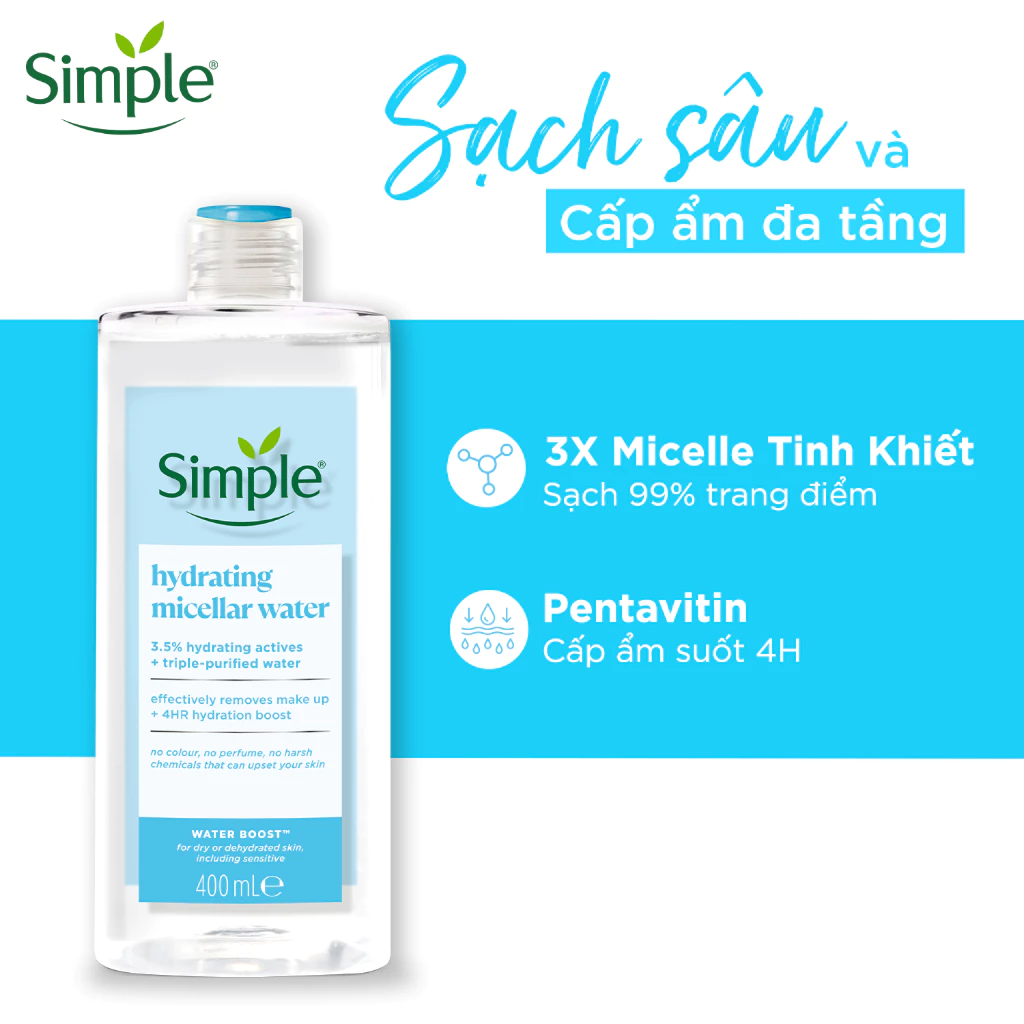 Simple®
Sạch sâu và
Cấp ẩm đa tầng
3X Micelle Tinh Khiết
Sạch 99% trang điểm
Pentavitin
Cấp ẩm suốt 4H
Simple®
hydrating
micellar water
3.5% hydrating actives
+ triple-purified water
effectively removes make up
+ 4HR hydration boost
no colour, no perfume, no harsh
chemicals that can upset your skin
WATER BOOST™
for dry or dehydrated skin,
including sensitive
400 mL℮